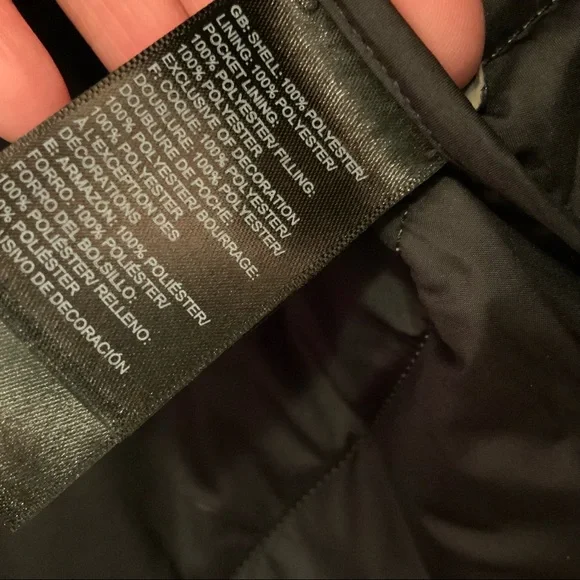 GB: SHELL: 100% POLYESTER/
LINING: 100% POLYESTER/
POCKET LINING:
100% POLYESTER/FILLING:
100% POLYESTER
EXCLUSIVE OF DECORATION
F: COQUE: 100% POLYESTER/
DOUBLURE: 100% POLYESTER/
DOUBLURE DE POCHE:
100% POLYESTER/ BOURRAGE:
100% POLYESTER
A L'EXCEPTION DES
DÉCORATIONS
E: ARMAZÓN: 100% POLIÉSTER/
FORRO: 100% POLIÉSTER/
FORRO DEL BOLSILLO:
100% POLIÉSTER/ RELLENO:
% POLIÉSTER
USIVO DE DECORACIÓN